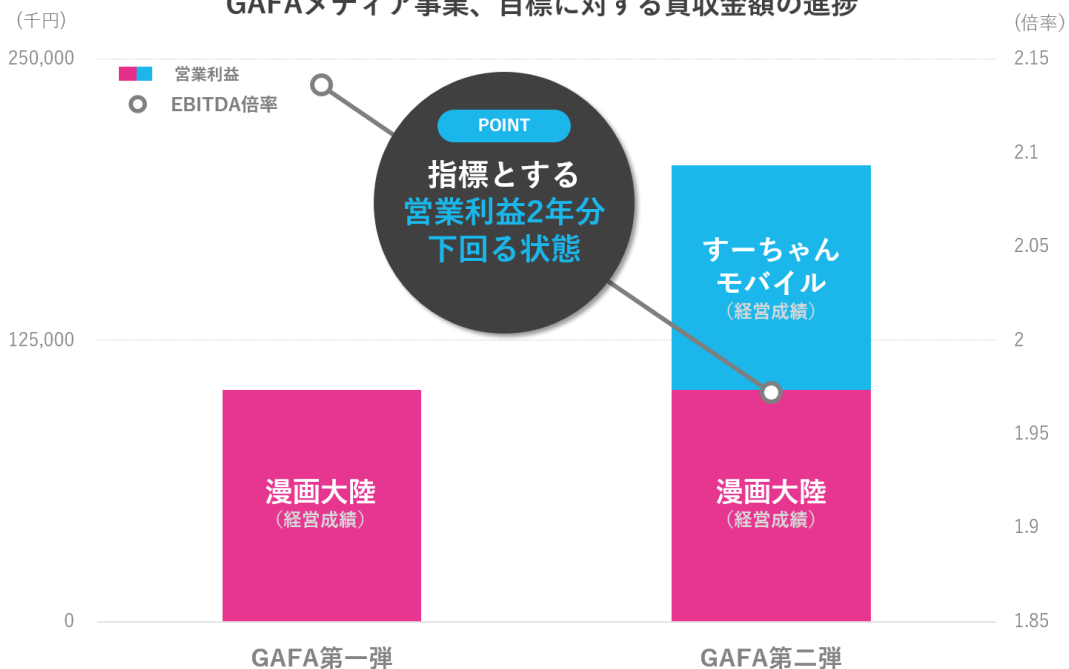 GAFAメディア事業、目標に対する買収金額の進捗
(千円)
(倍率)
250,000
2.15
営業利益
EBITDA倍率
POINT
指標とする
営業利益2年分
下回る状態
2.1
2.05
すーちゃん
モバイル
(経営成績)
125,000
2
1.95
漫画大陸
(経営成績)
漫画大陸
(経営成績)
1.9
0
1.85
GAFA第一弾
GAFA第二弾